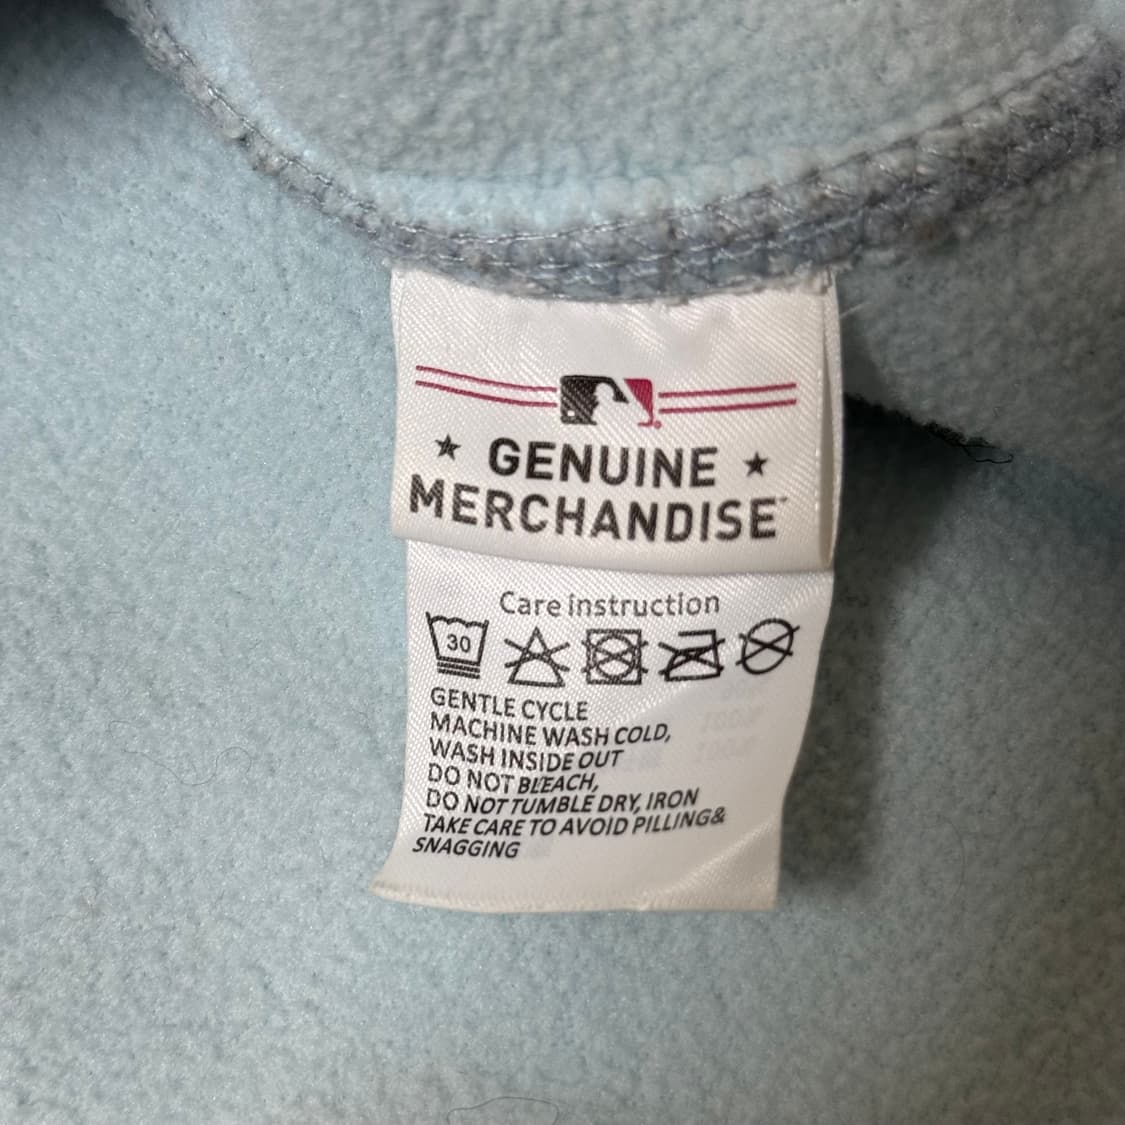 GENUINE
MERCHANDISE™
Care instruction
30
GENTLE CYCLE
MACHINE WASH COLD,
WASH INSIDE OUT
DO NOT BLEACH,
DO NOT TUMBLE DRY, IRON
TAKE CARE TO AVOID PILLING&
SNAGGING